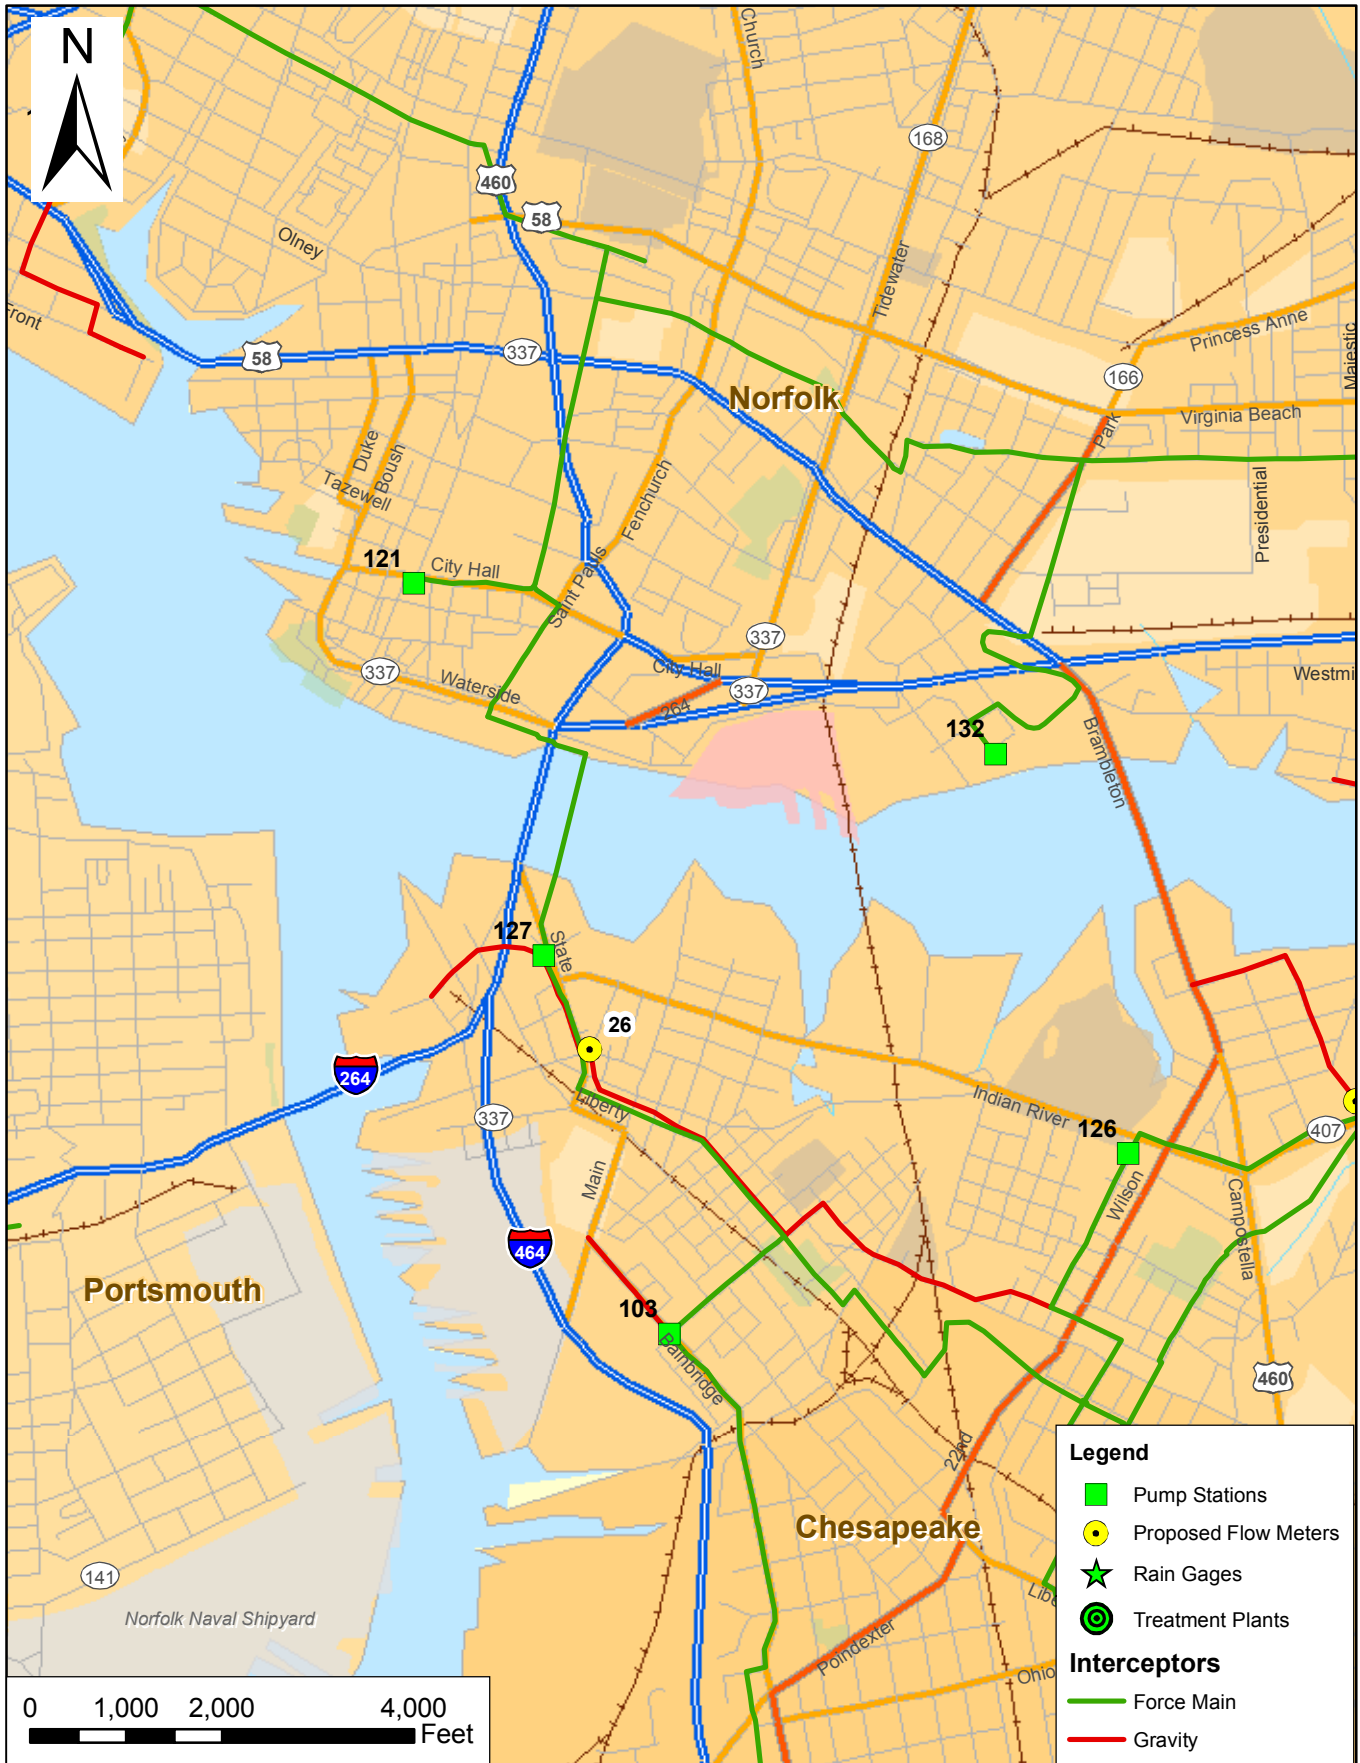 N
Church
168
460
58
Olney
Tidewater
Front
58
337
Princess Anne
Majestic
166
Norfolk
Virginia Beach
Park
Duke
Boush
Tazewell
Fenchurch
Presidential
121
City Hall
Saint Pauls
337
City Hall
337
Waterside
337
264
Westmi
132
Brambleton
127
State
26
264
337
Liberty
Indian River
126
407
Main
Wilson
Campostella
464
Portsmouth
103
Bainbridge
460
22nd
Chesapeake
141
Norfolk Naval Shipyard
Poindexter
Ohio
Libe
Legend
Pump Stations
Proposed Flow Meters
Rain Gages
Treatment Plants
Interceptors
Force Main
Gravity
0 1,000 2,000 4,000
Feet